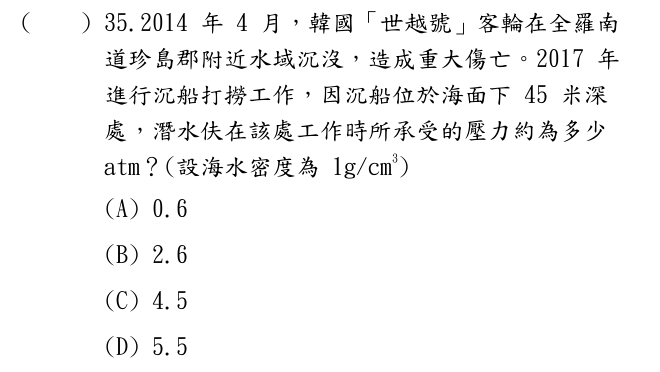 (　　) 35.2014 年 4 月，韓國「世越號」客輪在全羅南
道珍島郡附近水域沉沒，造成重大傷亡。2017 年
進行沉船打撈工作，因沉船位於海面下 45 米深
處，潛水伕在該處工作時所承受的壓力約為多少
atm？(設海水密度為 1g/cm³)
(A) 0.6
(B) 2.6
(C) 4.5
(D) 5.5